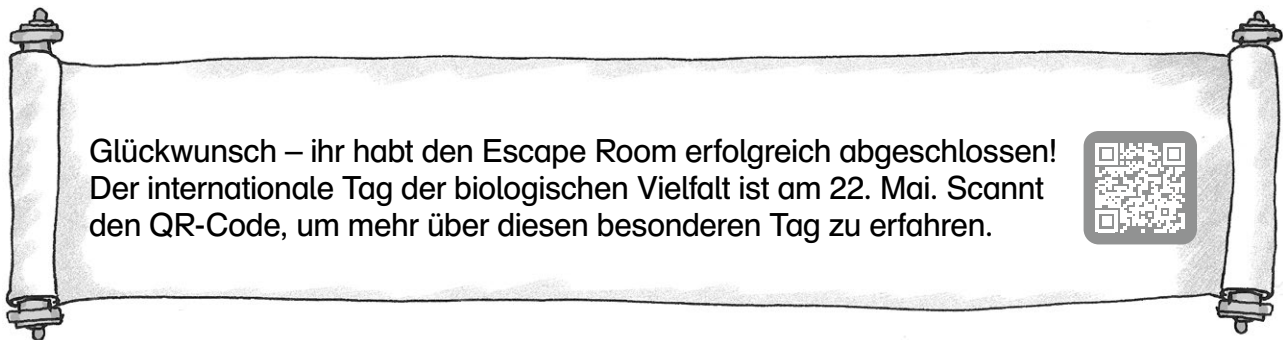 Glückwunsch – ihr habt den Escape Room erfolgreich abgeschlossen!
Der internationale Tag der biologischen Vielfalt ist am 22. Mai. Scannt
den QR-Code, um mehr über diesen besonderen Tag zu erfahren.